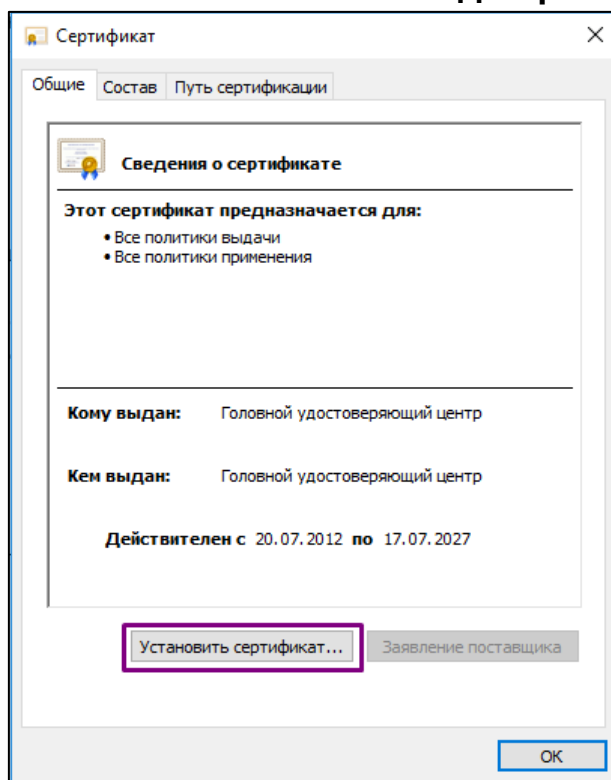 Сертификат
Общие Состав Путь сертификации
Сведения о сертификате
Этот сертификат предназначается для:
• Все политики выдачи
• Все политики применения
Кому выдан: Головной удостоверяющий центр
Кем выдан: Головной удостоверяющий центр
Действителен с 20.07.2012 по 17.07.2027
Установить сертификат... Заявление поставщика
ОК